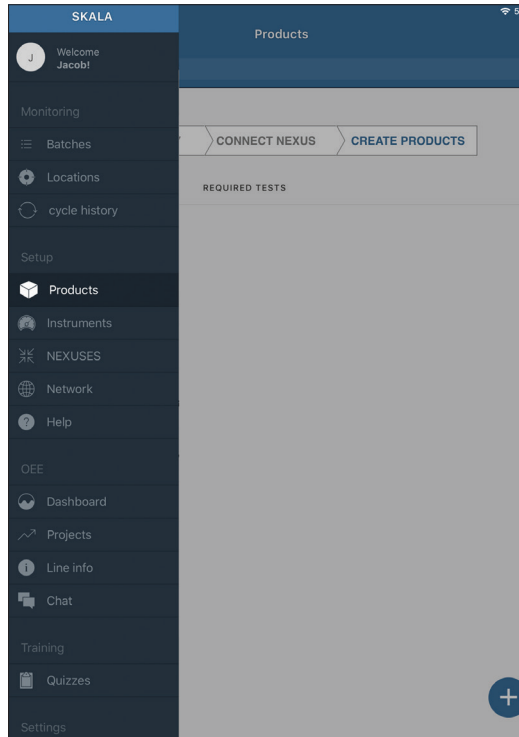 SKALA
5
Products
J
Welcome
Jacob!
Monitoring
Batches
Locations
cycle history
CONNECT NEXUS
CREATE PRODUCTS
REQUIRED TESTS
Setup
Products
Instruments
NEXUSES
Network
Help
OEE
Dashboard
Projects
Line info
Chat
Training
Quizzes
Settings